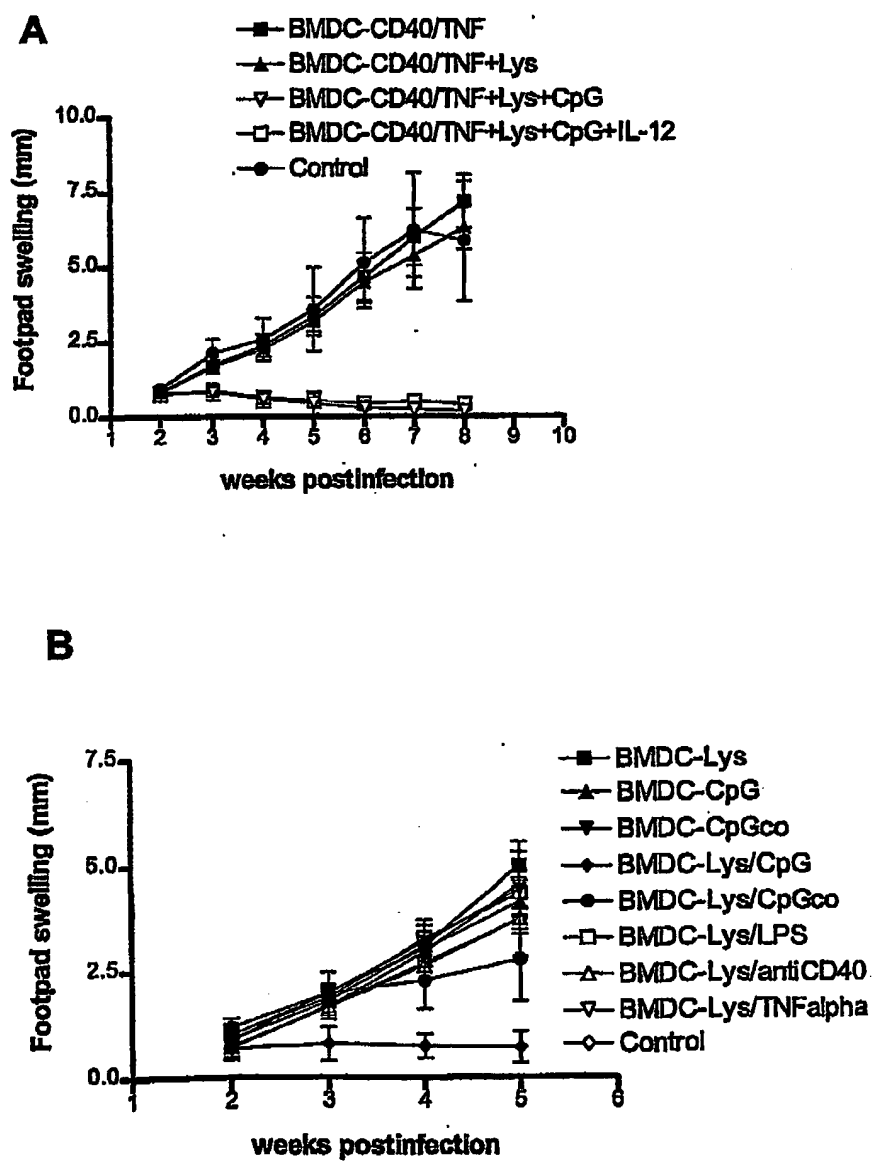 A
BMDC-CD40/TNF
BMDC-CD40/TNF+Lys
BMDC-CD40/TNF+Lys+CpG
BMDC-CD40/TNF+Lys+CpG+IL-12
Control
Footpad swelling (mm)
10.0
7.5
5.0
2.5
0.0
1 2 3 4 5 6 7 8 9 10
weeks postinfection
B
BMDC-Lys
BMDC-CpG
BMDC-CpGco
BMDC-Lys/CpG
BMDC-Lys/CpGco
BMDC-Lys/LPS
BMDC-Lys/antiCD40
BMDC-Lys/TNFalpha
Control
Footpad swelling (mm)
7.5
5.0
2.5
0.0
1 2 3 4 5 6
weeks postinfection